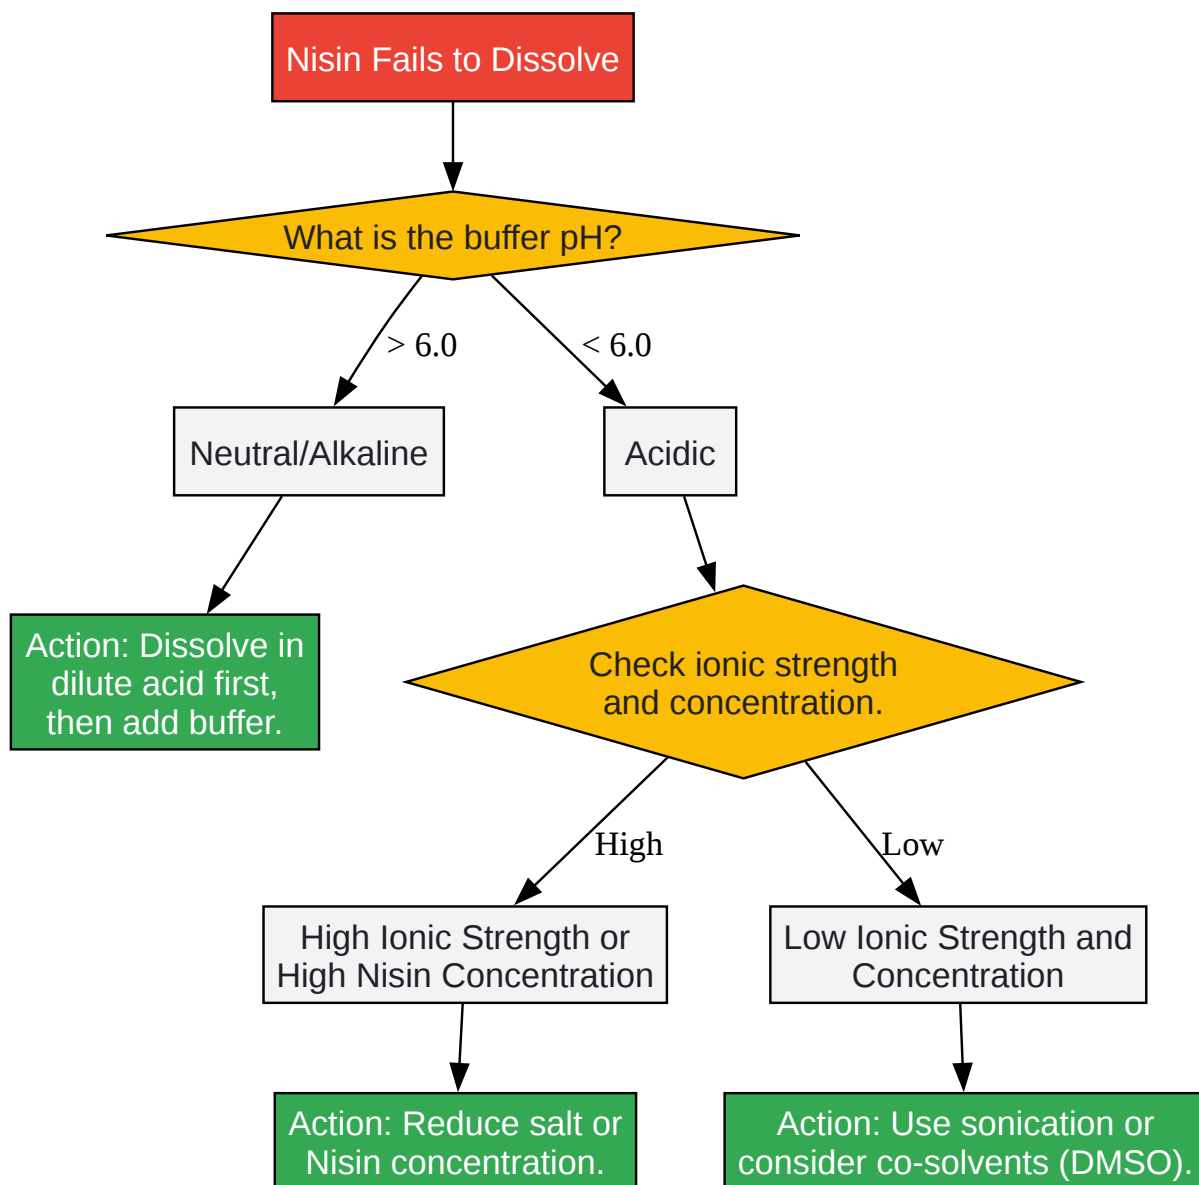 Nisin Fails to Dissolve
What is the buffer pH?
> 6.0
< 6.0
Neutral/Alkaline
Acidic
Action: Dissolve in
dilute acid first,
then add buffer.
Check ionic strength
and concentration.
High
Low
High Ionic Strength or
High Nisin Concentration
Low Ionic Strength and
Concentration
Action: Reduce salt or
Nisin concentration.
Action: Use sonication or
consider co-solvents (DMSO).